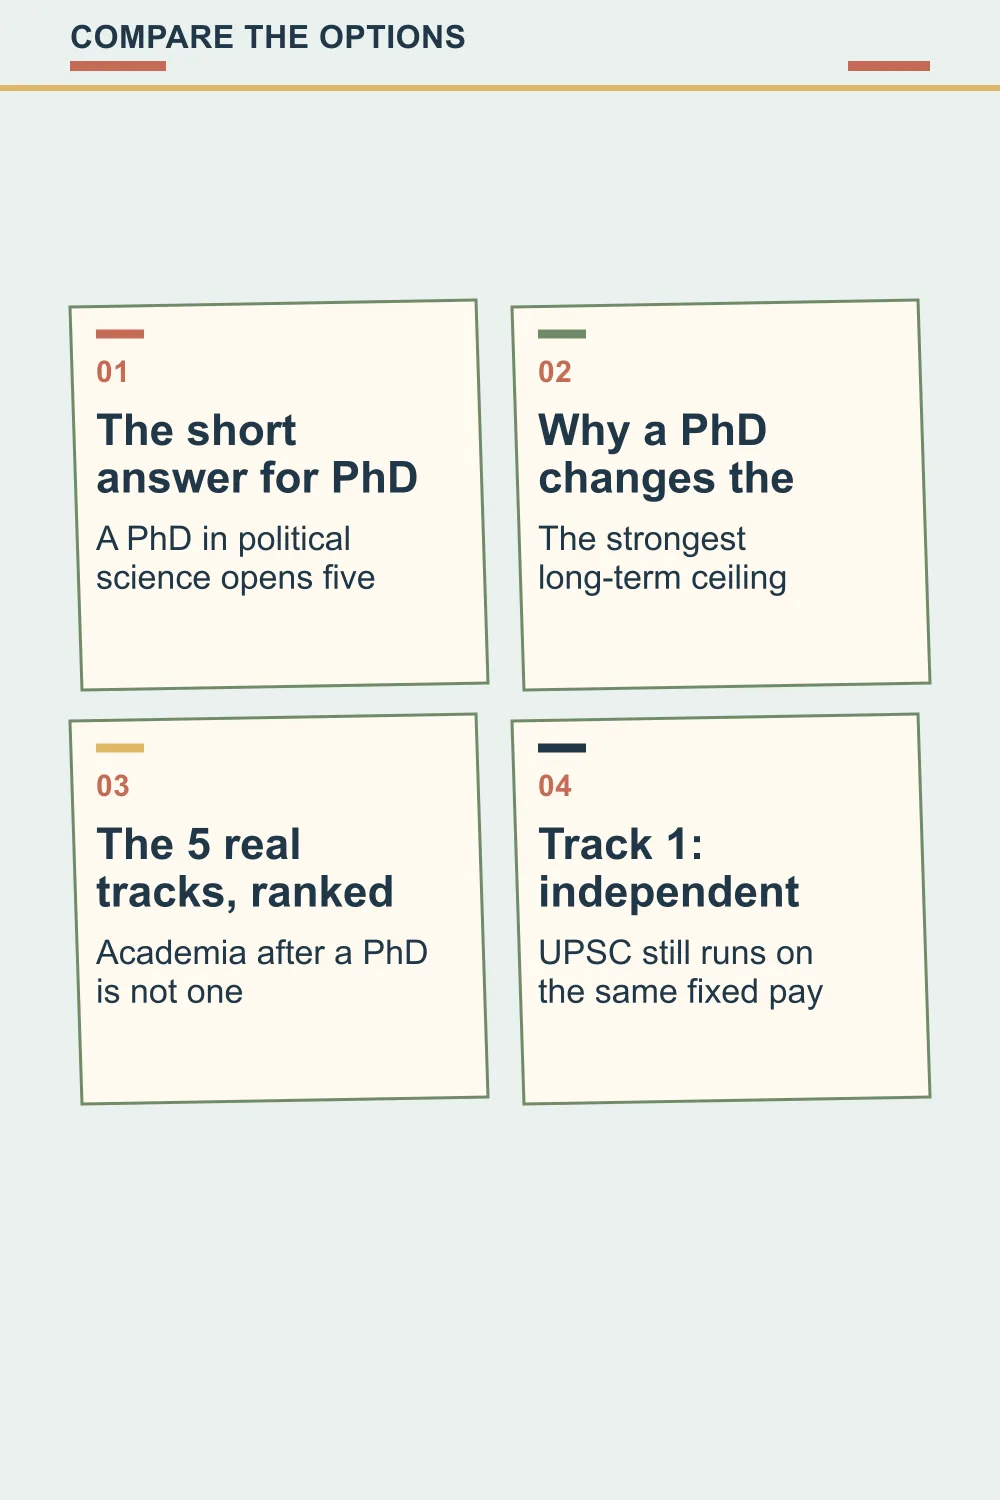 COMPARE THE OPTIONS
01
The short
answer for PhD
A PhD in political
science opens five
02
Why a PhD
changes the
The strongest
long-term ceiling
03
The 5 real
tracks, ranked
Academia after a PhD
is not one
04
Track 1:
independent
UPSC still runs on
the same fixed pay